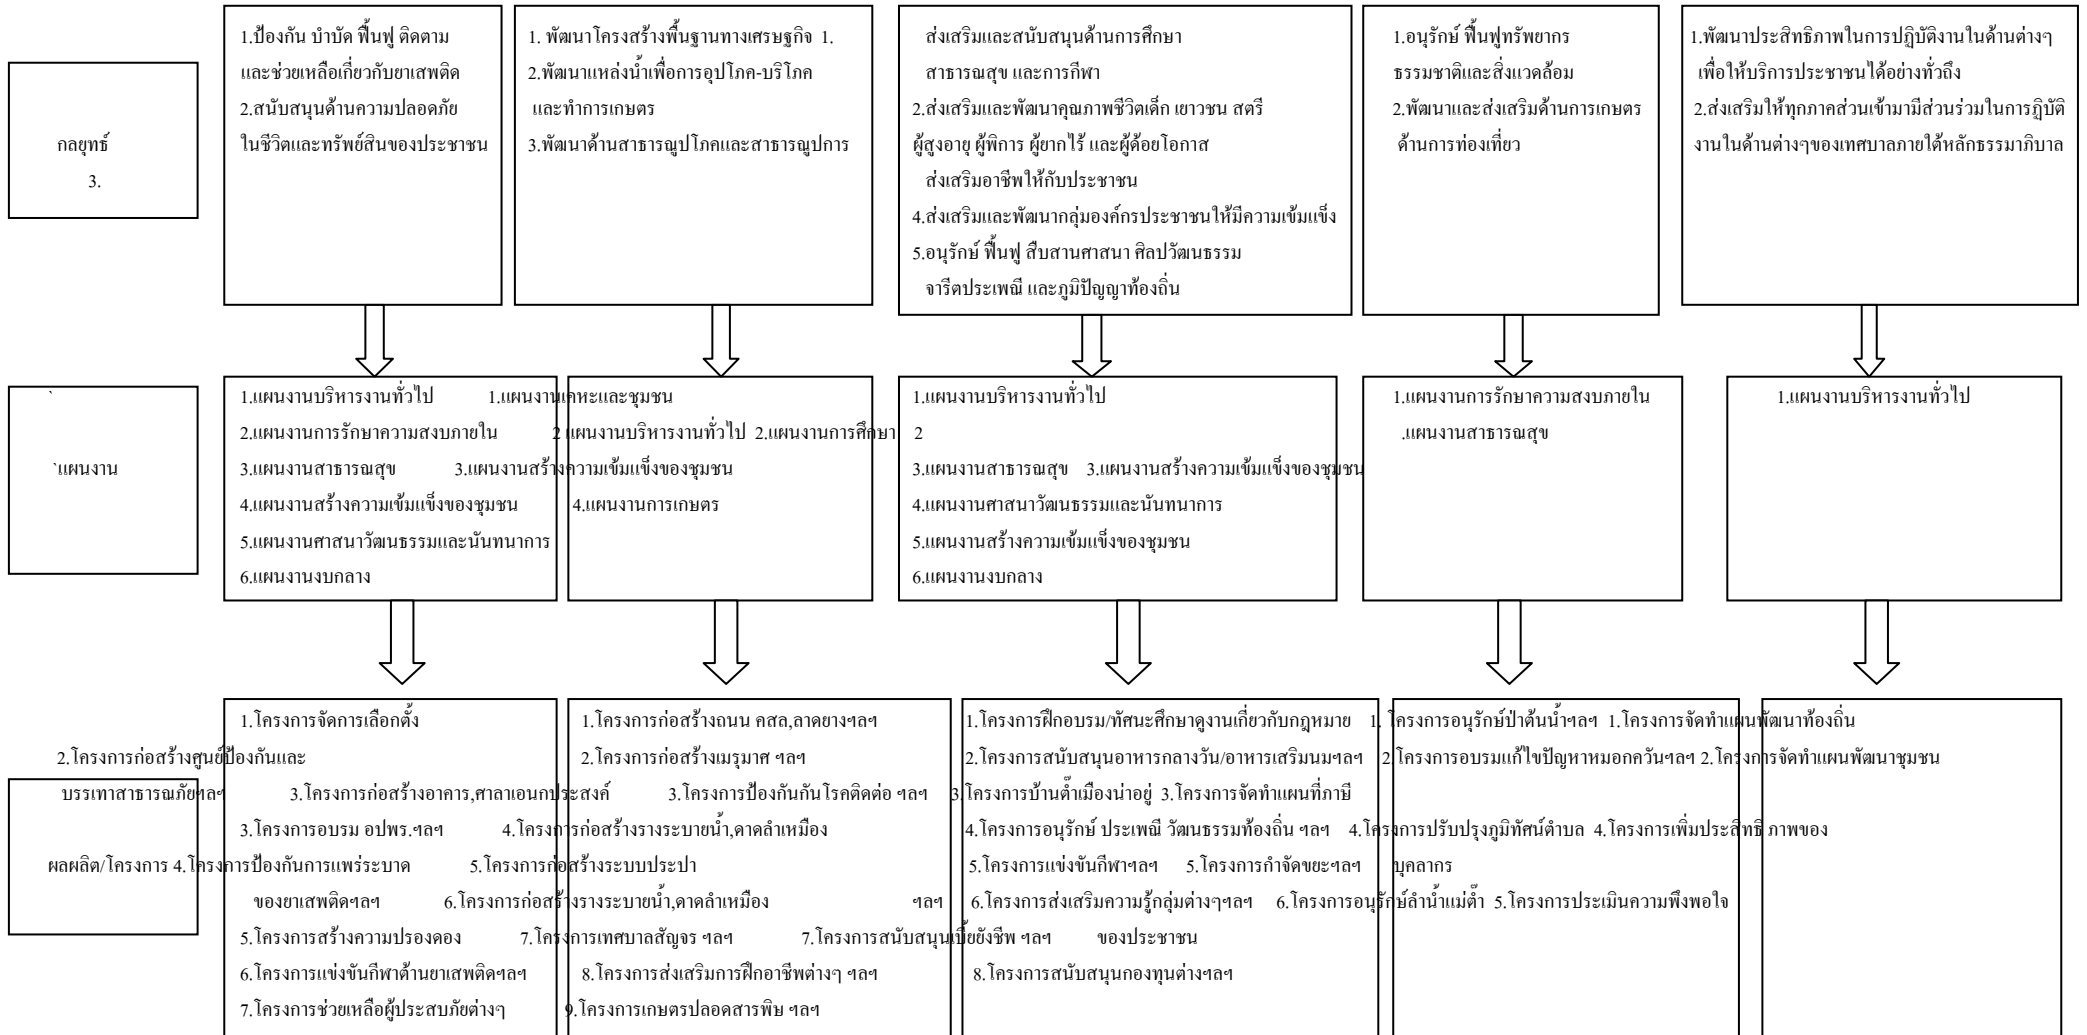 1.ป้องกัน บำบัด ฟื้นฟู ติดตาม
และช่วยเหลือเกี่ยวกับยาเสพติด
2.สนับสนุนด้านความปลอดภัย
ในชีวิตและทรัพย์สินของประชาชน
1. พัฒนาโครงสร้างพื้นฐานทางเศรษฐกิจ 1.
2.พัฒนาแหล่งน้ำเพื่อการอุปโภค-บริโภค
และทำการเกษตร
3.พัฒนาด้านสาธารณูปโภคและสาธารณูปการ
ส่งเสริมและสนับสนุนด้านการศึกษา
สาธารณสุข และการกีฬา
2.ส่งเสริมและพัฒนาคุณภาพชีวิตเด็ก เยาวชน สตรี
ผู้สูงอายุ ผู้พิการ ผู้ยากไร้ และผู้ด้อยโอกาส
ส่งเสริมอาชีพให้กับประชาชน
4.ส่งเสริมและพัฒนากลุ่มองค์กรประชาชนให้มีความเข้มแข็ง
5.อนุรักษ์ ฟื้นฟู สืบสานศาสนา ศิลปวัฒนธรรม
จารีตประเพณี และภูมิปัญญาท้องถิ่น
1.อนุรักษ์ ฟื้นฟูทรัพยากร
ธรรมชาติและสิ่งแวดล้อม
2.พัฒนาและส่งเสริมด้านการเกษตร
ด้านการท่องเที่ยว
1.พัฒนาประสิทธิภาพในการปฏิบัติงานในด้านต่างๆ
เพื่อให้บริการประชาชนได้อย่างทั่วถึง
2.ส่งเสริมให้ทุกภาคส่วนเข้ามามีส่วนร่วมในการฏิบัติ
งานในด้านต่างๆของเทศบาลภายใต้หลักธรรมาภิบาล
กลยุทธ์
3.
1.แผนงานบริหารงานทั่วไป 1.แผนงานเคหะและชุมชน
2.แผนงานการรักษาความสงบภายใน 2 แผนงานบริหารงานทั่วไป 2.แผนงานการศึกษา 2
3.แผนงานสาธารณสุข 3.แผนงานสร้างความเข้มแข็งของชุมชน
4.แผนงานสร้างความเข้มแข็งของชุมชน 4.แผนงานการเกษตร
5.แผนงานศาสนาวัฒนธรรมและนันทนาการ
6.แผนงานงบกลาง
1.แผนงานบริหารงานทั่วไป
3.แผนงานสาธารณสุข 3.แผนงานสร้างความเข้มแข็งของชุมชน
4.แผนงานศาสนาวัฒนธรรมและนันทนาการ
5.แผนงานสร้างความเข้มแข็งของชุมชน
6.แผนงานงบกลาง
1.แผนงานการรักษาความสงบภายใน
.แผนงานสาธารณสุข
1.แผนงานบริหารงานทั่วไป
`แผนงาน
1.โครงการจัดการเลือกตั้ง 1.โครงการก่อสร้างถนน คสล,ลาดยางฯลฯ 1.โครงการฝึกอบรม/ทัศนะศึกษาดูงานเกี่ยวกับกฎหมาย 1. โครงการอนุรักษ์ป่าต้นน้ำฯลฯ 1.โครงการจัดทำแผนพัฒนาท้องถิ่น
2.โครงการก่อสร้างศูนย์ป้องกันและ 2.โครงการก่อสร้างเมรุมาศ ฯลฯ 2.โครงการสนับสนุนอาหารกลางวัน/อาหารเสริมนมฯลฯ 2.โครงการอบรมแก้ไขปัญหาหมอกควันฯลฯ 2.โครงการจัดทำแผนพัฒนาชุมชน
บรรเทาสาธารณภัยฯลฯ 3.โครงการก่อสร้างอาคาร,ศาลาเอนกประสงค์ 3.โครงการป้องกันกันโรคติดต่อ ฯลฯ 3.โครงการบ้านต๊ำเมืองน่าอยู่ 3.โครงการจัดทำแผนที่ภาษี
3.โครงการอบรม อปพร.ฯลฯ 4.โครงการก่อสร้างรางระบายน้ำ,ดาดลำเหมือง 4.โครงการอนุรักษ์ ประเพณี วัฒนธรรมท้องถิ่น ฯลฯ 4.โครงการปรับปรุงภูมิทัศน์ตำบล 4.โครงการเพิ่มประสิทธิ ภาพของ
ผลผลิต/โครงการ 4.โครงการป้องกันการแพร่ระบาด 5.โครงการก่อสร้างระบบประปา 5.โครงการแข่งขันกีฬาฯลฯ 5.โครงการกำจัดขยะฯลฯ บุคลากร
ของยาเสพติดฯลฯ 6.โครงการก่อสร้างรางระบายน้ำ,ดาดลำเหมือง ฯลฯ 6.โครงการส่งเสริมความรู้กลุ่มต่างๆฯลฯ 6.โครงการอนุรักษ์ลำน้ำแม่ต๊ำ 5.โครงการประเมินความพึงพอใจ
5.โครงการสร้างความปรองดอง 7.โครงการเทศบาลสัญจร ฯลฯ 7.โครงการสนับสนุนเบี้ยยังชีพ ฯลฯ ของประชาชน
6.โครงการแข่งขันกีฬาต้านยาเสพติดฯลฯ 8.โครงการส่งเสริมการฝึกอาชีพต่างๆ ฯลฯ 8.โครงการสนับสนุนกองทุนต่างฯลฯ
7.โครงการช่วยเหลือผู้ประสบภัยต่างๆ 9.โครงการเกษตรปลอดสารพิษ ฯลฯ